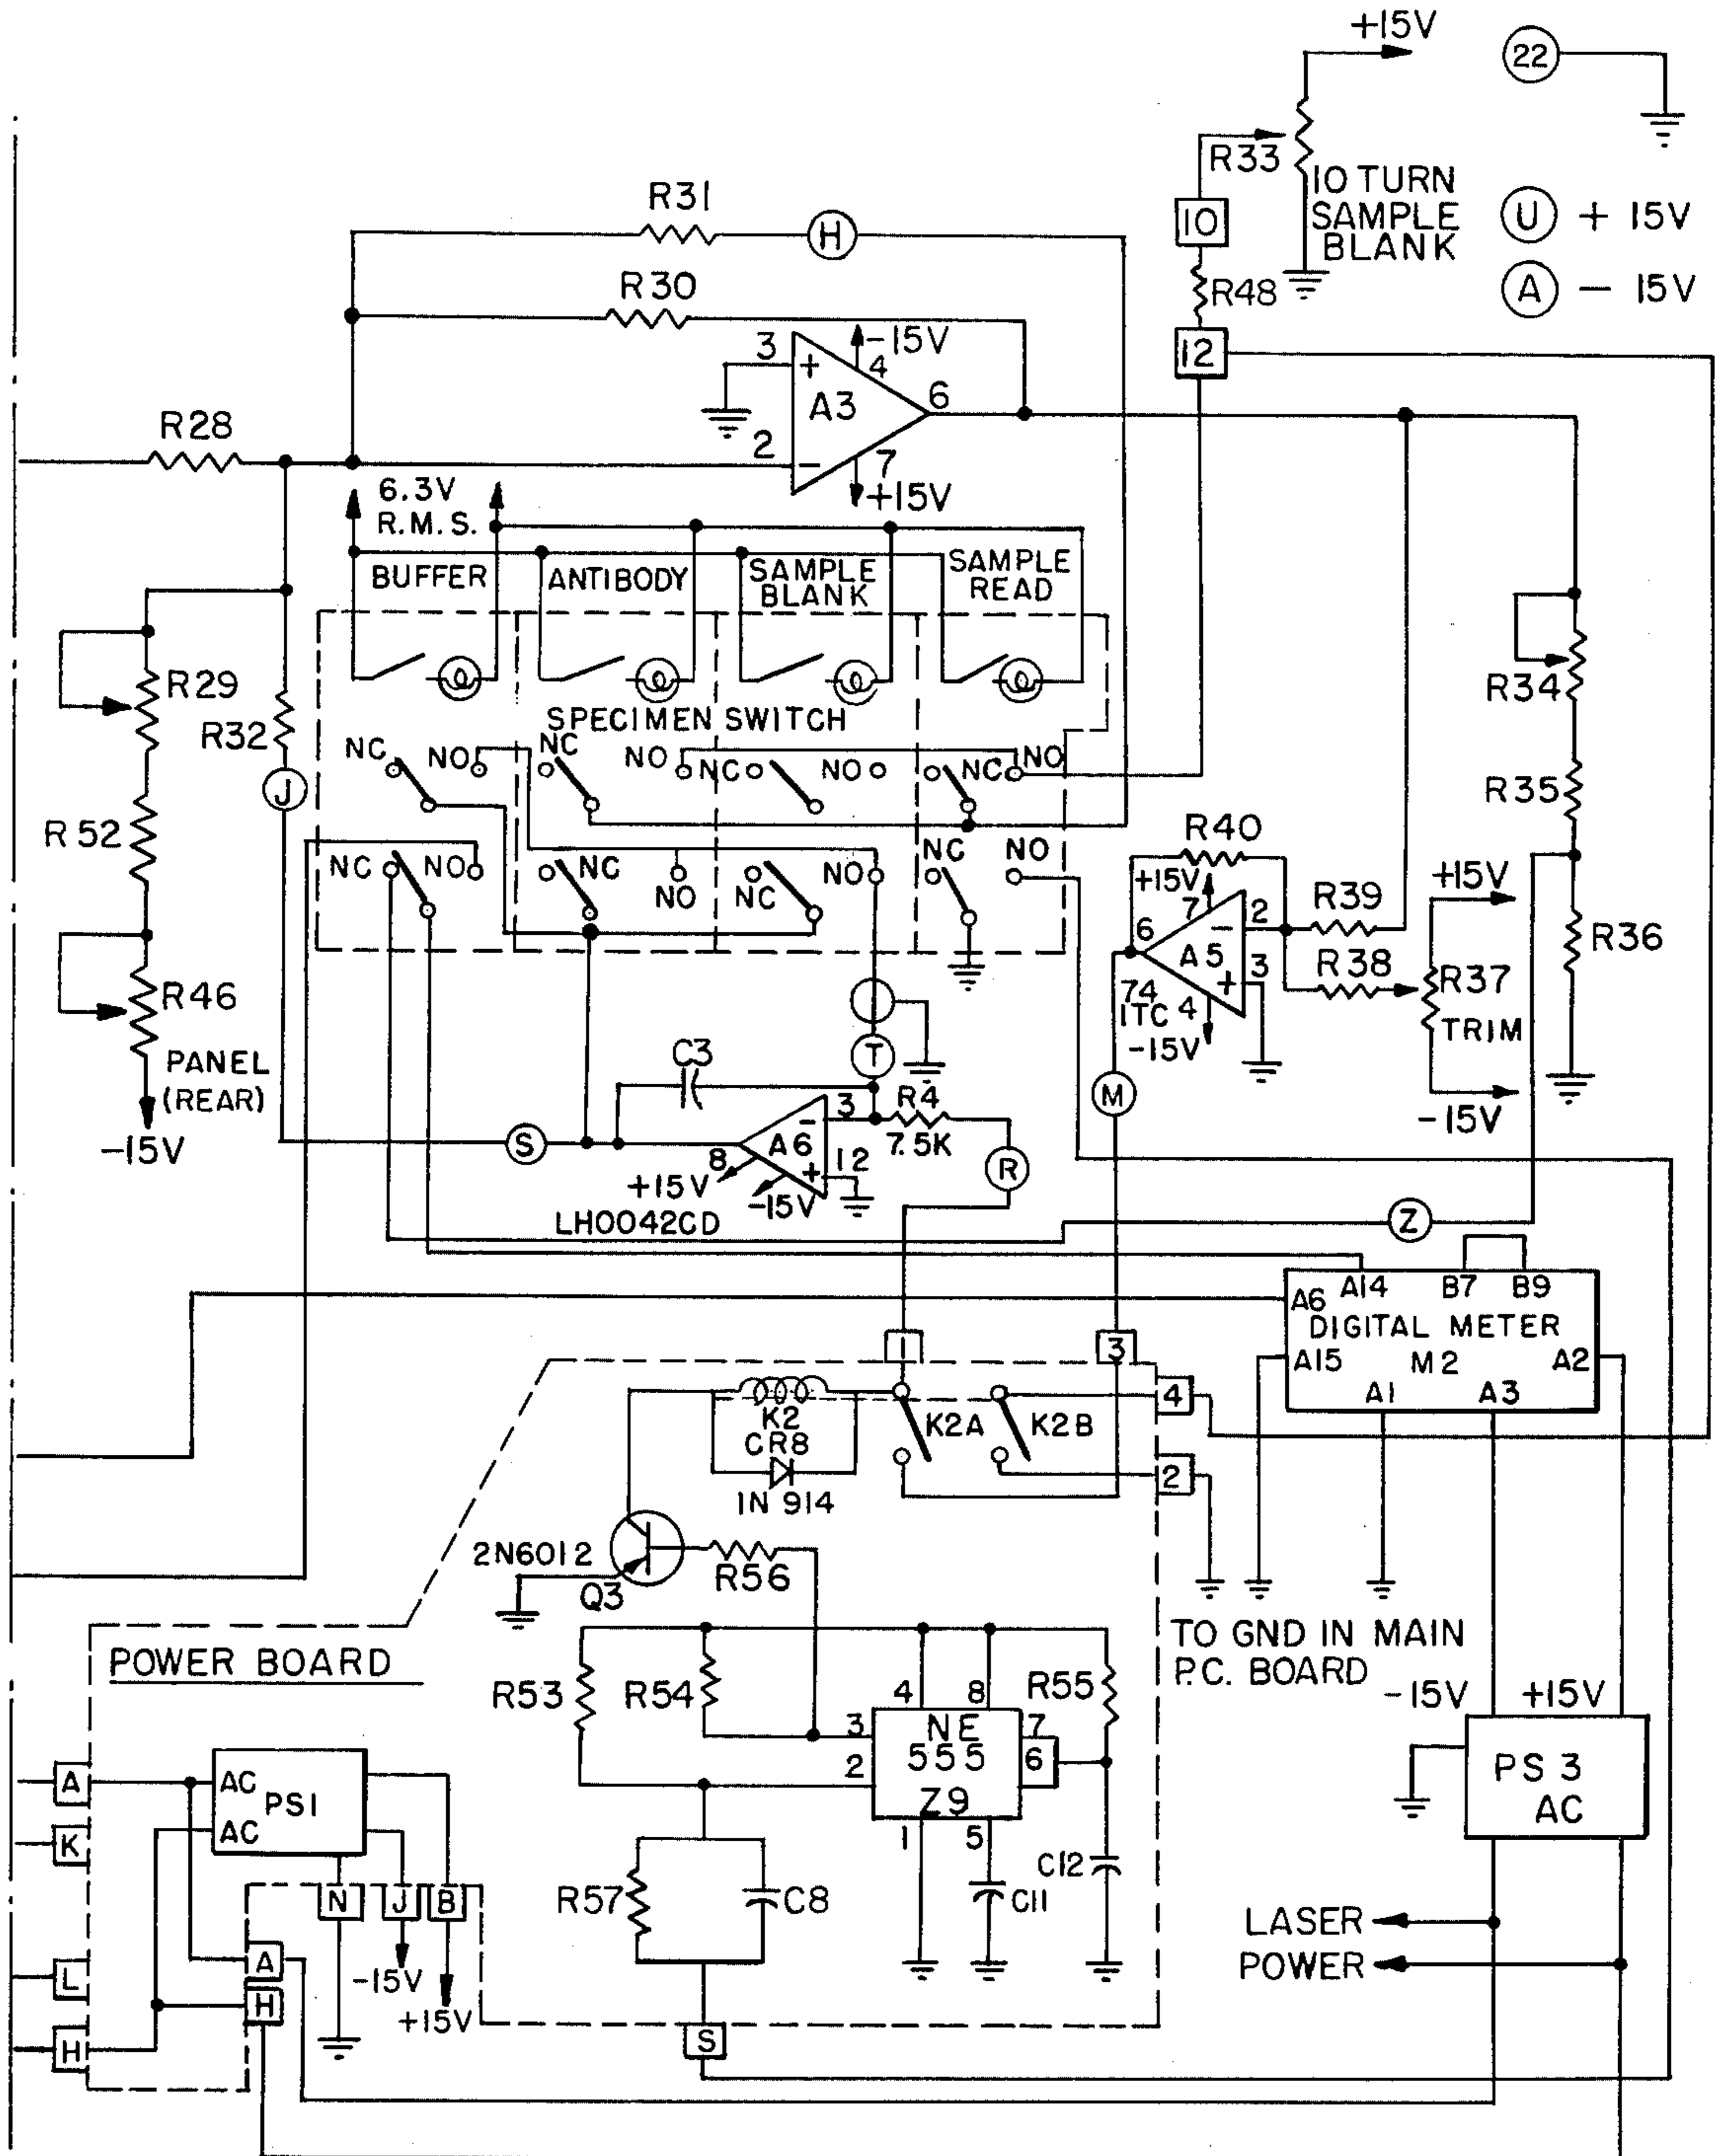 +15V
22
R33
10 TURN
SAMPLE
BLANK
U + 15V
A - 15V
10
R48
12
R31
H
R30
3
-15V
4
+
A3
6
2
-
7
+15V
R28
6.3V
R.M.S.
BUFFER
ANTIBODY
SAMPLE
BLANK
SAMPLE
READ
SPECIMEN SWITCH
R29
R32
J
R52
R46
PANEL
(REAR)
-15V
NC
NO
NC
NO
NC
NO
NC
NO
NC
NO
NC
NO
NC
NO
NC
NO
R34
R35
R36
R40
+15V
7
6
2
-
A5
+
3
74
1TC
4
-15V
R39
R38
+15V
R37
TRIM
-15V
T
M
C3
3
-
R4
7.5K
A6
+
12
8
+15V
-15V
LH0042CD
S
R
Z
A6
A14
B7
B9
DIGITAL METER
M2
A15
A2
A1
A3
1
3
4
2
K2
CR8
1N 914
K2A
K2B
2N6012
Q3
R56
TO GND IN MAIN
P.C. BOARD
POWER BOARD
R53
R54
R55
4
8
3
NE
555
Z9
7
6
2
1
5
C11
C12
R57
C8
S
-15V
+15V
PS 3
AC
LASER
POWER
A
K
L
H
AC
AC
PS1
N
J
B
A
H
-15V
+15V